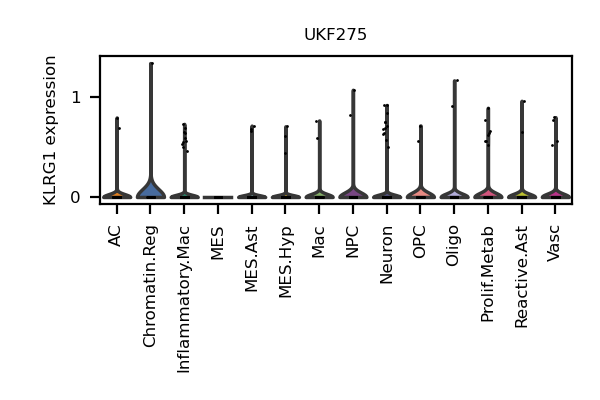 UKF275
KLRG1 expression
1
0
AC
Chromatin.Reg
Inflammatory.Mac
MES
MES.Ast
MES.Hyp
Mac
NPC
Neuron
OPC
Oligo
Prolif.Metab
Reactive.Ast
Vasc